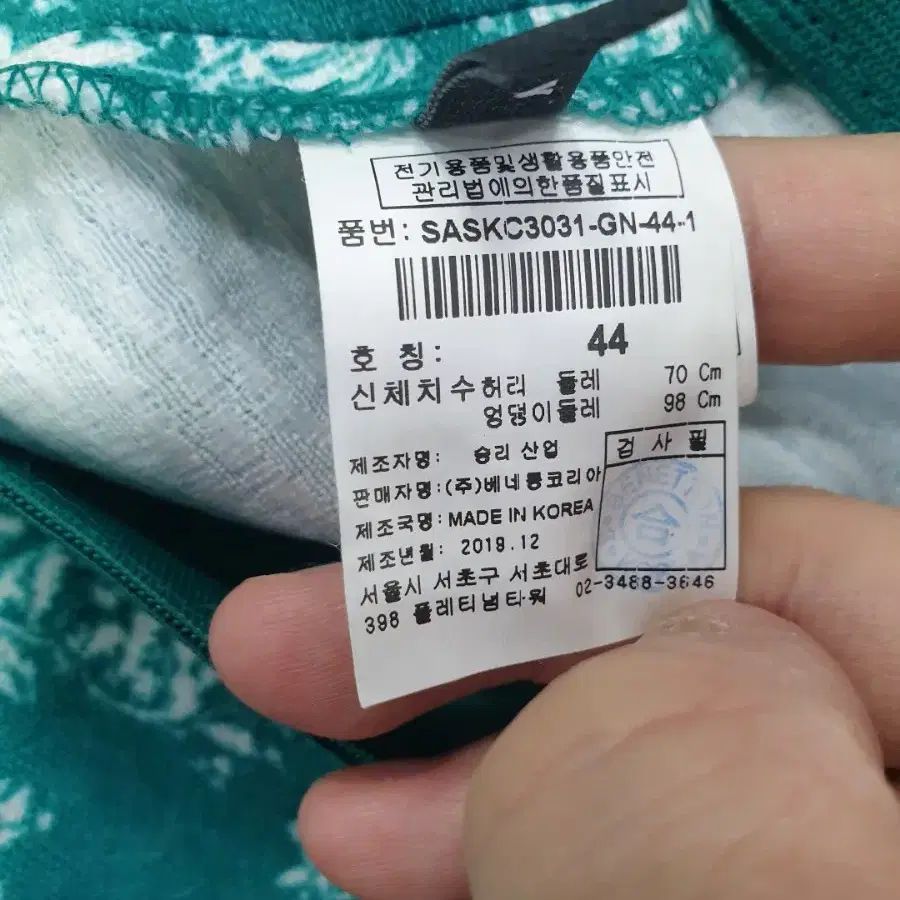 전기용품및생활용품안전
관리법에의한품질표시
품번: SASKC3031-GN-44-1
호 칭: 44
신체치수허리 둘레 70 Cm
엉덩이둘레 98 Cm
제조자명: 승리 산업
검 사 필
판매자명:(주)베네통코리아
제조국명: MADE IN KOREA
제조년월: 2019.12
서울시 서초구 서초대로
398 플레티넘타워 02-3488-3646